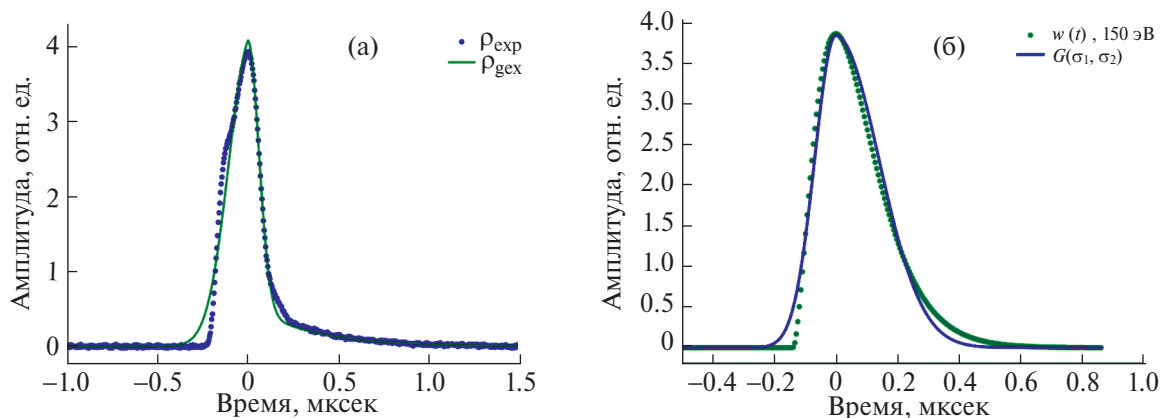 (а)
ρexp
ρgex
Амплитуда, отн. ед.
4
3
2
1
0
−1.0
−0.5
0
0.5
1.0
1.5
Время, мксек
(б)
w (t) , 150 эВ
G(σ₁, σ₂)
Амплитуда, отн. ед.
4.0
3.5
3.0
2.5
2.0
1.5
1.0
0.5
0
−0.4
−0.2
0
0.2
0.4
0.6
0.8
1.0
Время, мксек